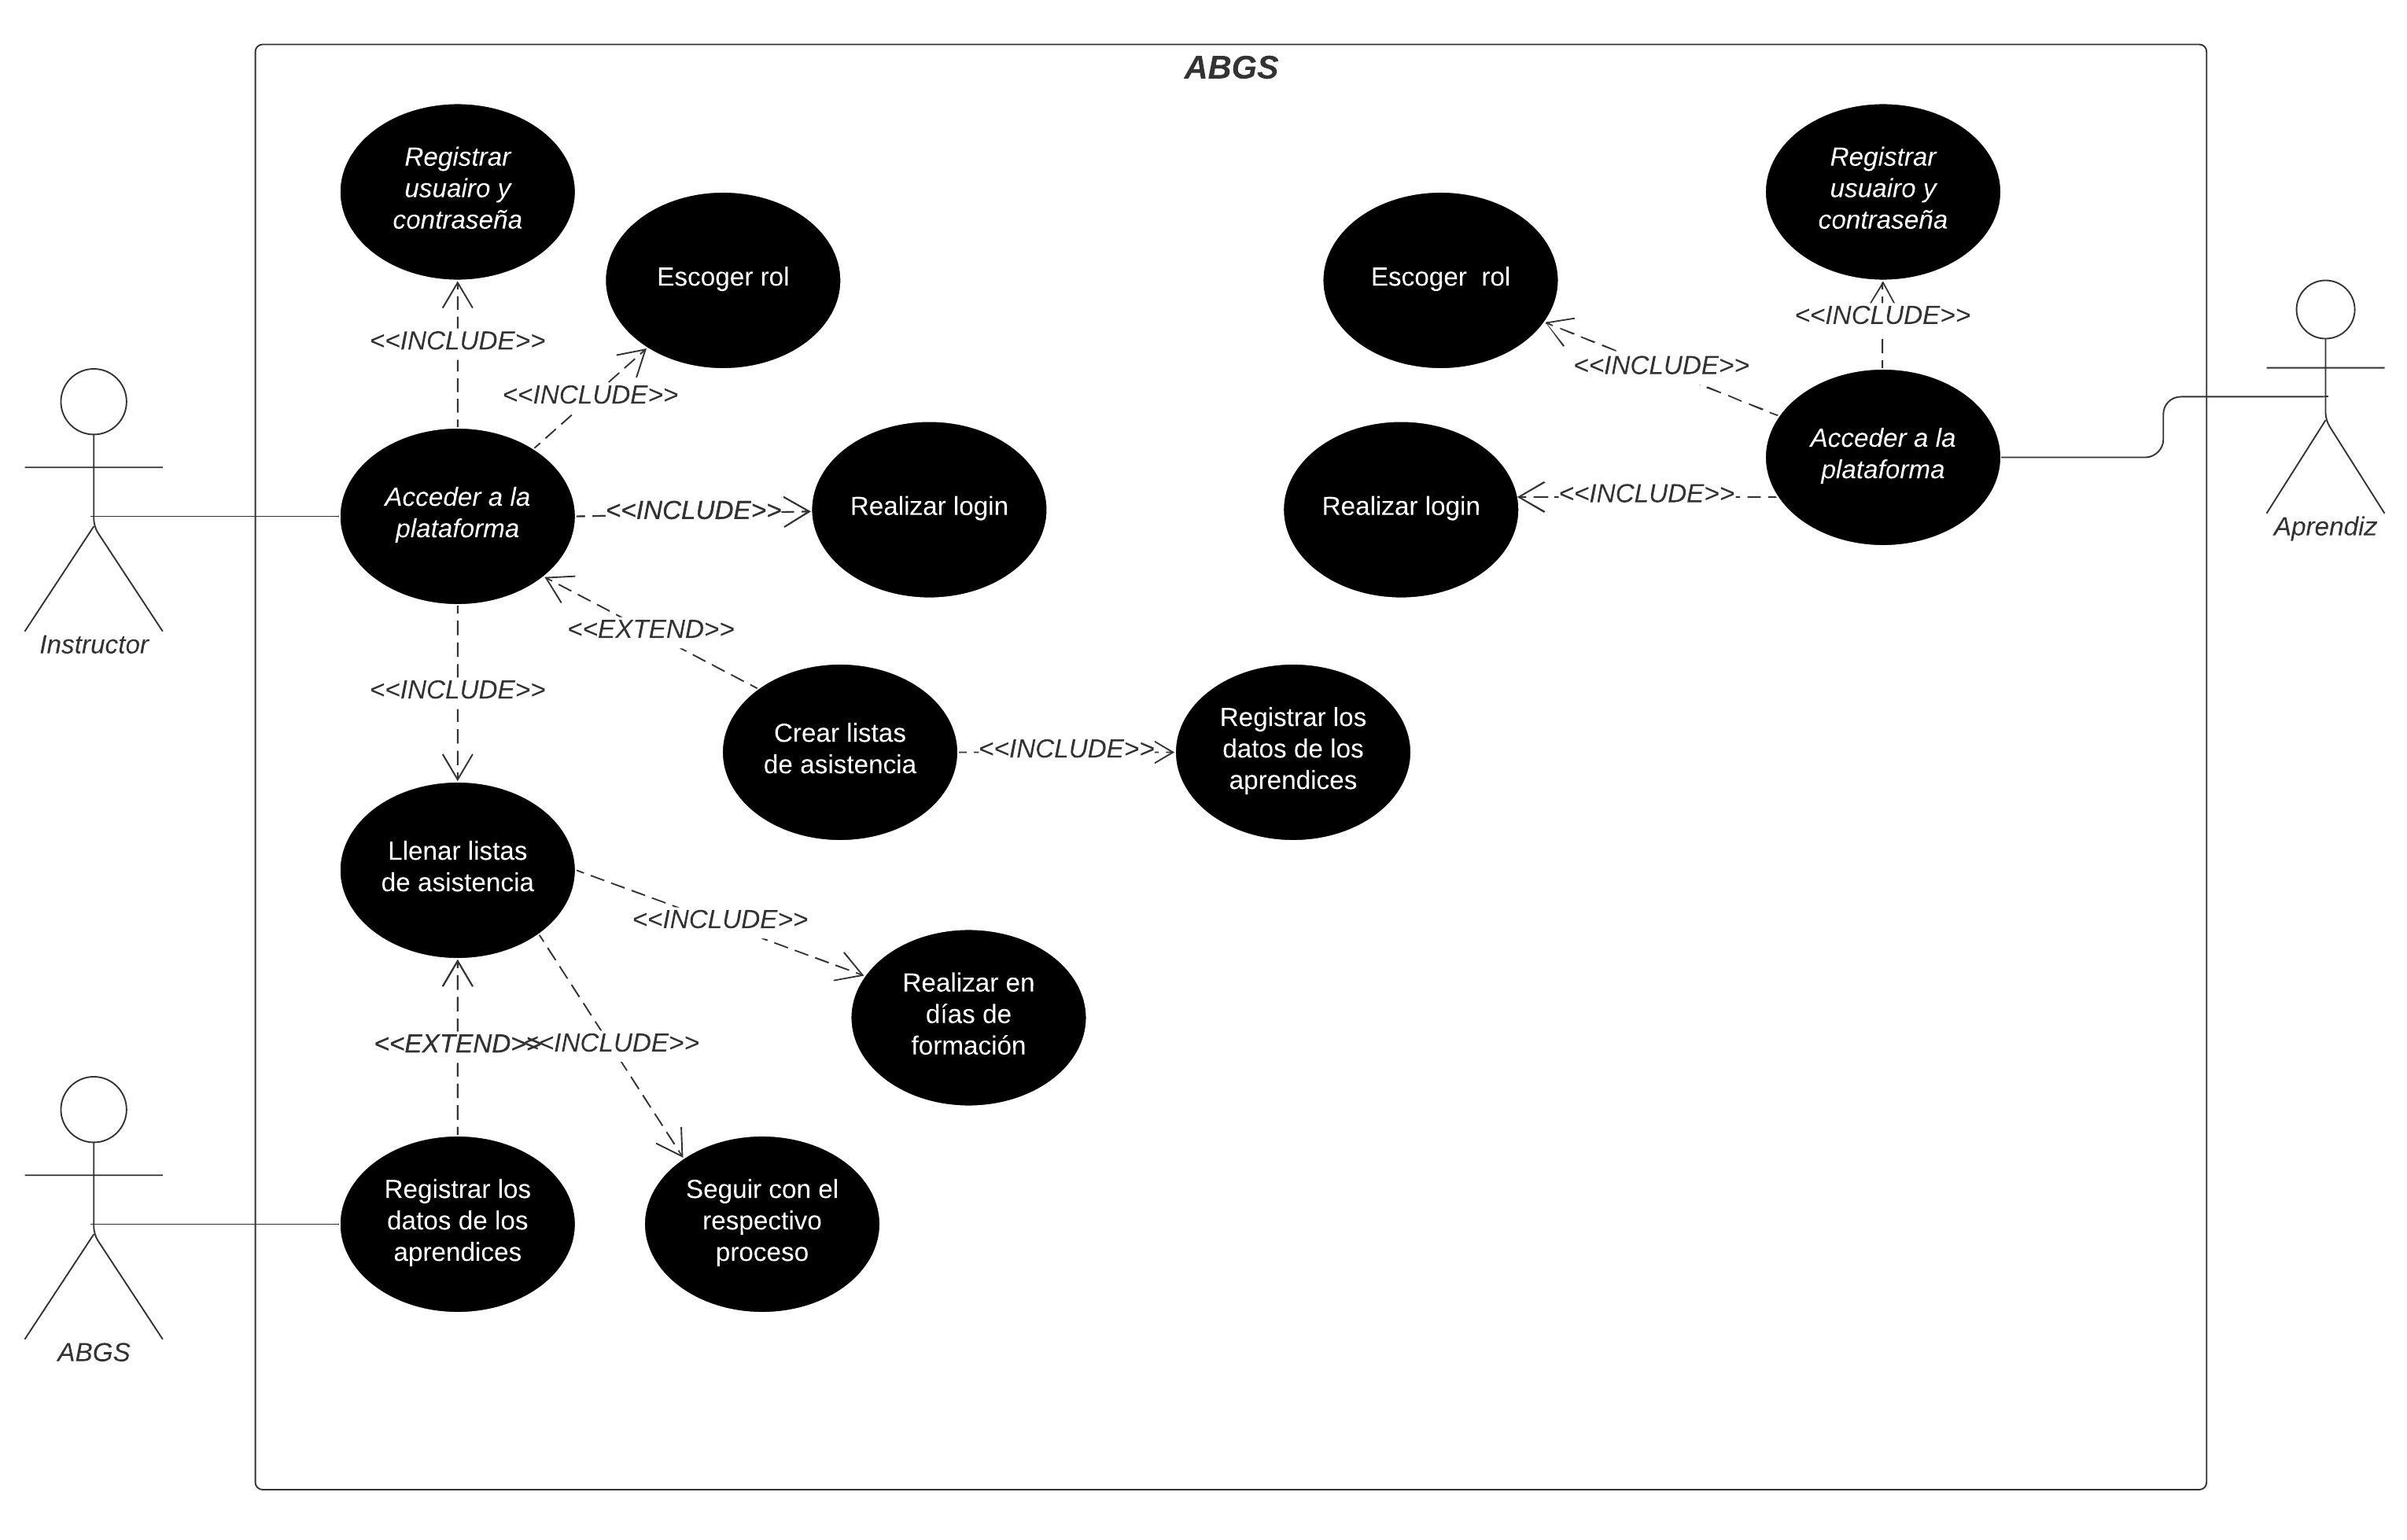 ABGS
Registrar
usuairo y
contraseña
Escoger rol
<<INCLUDE>>
<<INCLUDE>>
Acceder a la
plataforma
<<INCLUDE>>
Realizar login
Instructor
<<EXTEND>>
<<INCLUDE>>
Crear listas
de asistencia
<<INCLUDE>>
Registrar los
datos de los
aprendices
Llenar listas
de asistencia
<<INCLUDE>>
Realizar en
días de
formación
<<EXTEND>>
<<INCLUDE>>
Registrar los
datos de los
aprendices
Seguir con el
respectivo
proceso
ABGS
Registrar
usuairo y
contraseña
Escoger  rol
<<INCLUDE>>
<<INCLUDE>>
Acceder a la
plataforma
<<INCLUDE>>
Realizar login
Aprendiz